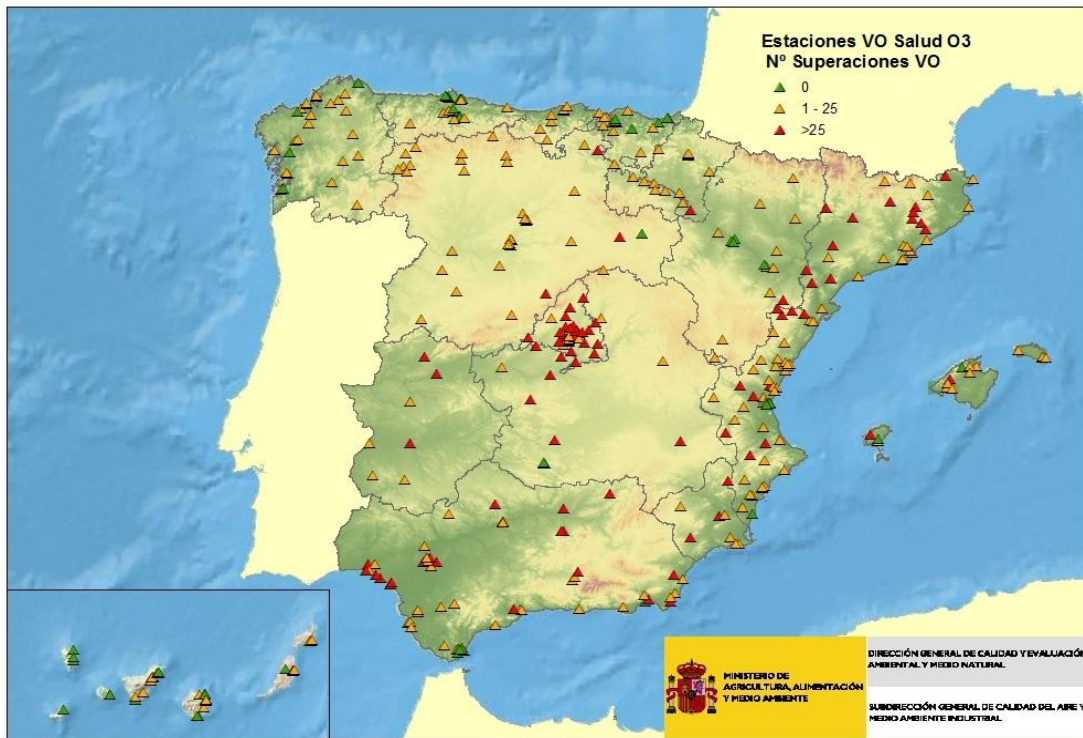 Estaciones VO Salud O3
Nº Superaciones VO
0
1 - 25
>25
MINISTERIO DE
AGRICULTURA, ALIMENTACIÓN
Y MEDIO AMBIENTE
DIRECCIÓN GENERAL DE CALIDAD Y EVALUACIÓN
AMBIENTAL Y MEDIO NATURAL
SUBDIRECCIÓN GENERAL DE CALIDAD DEL AIRE Y
MEDIO AMBIENTE INDUSTRIAL